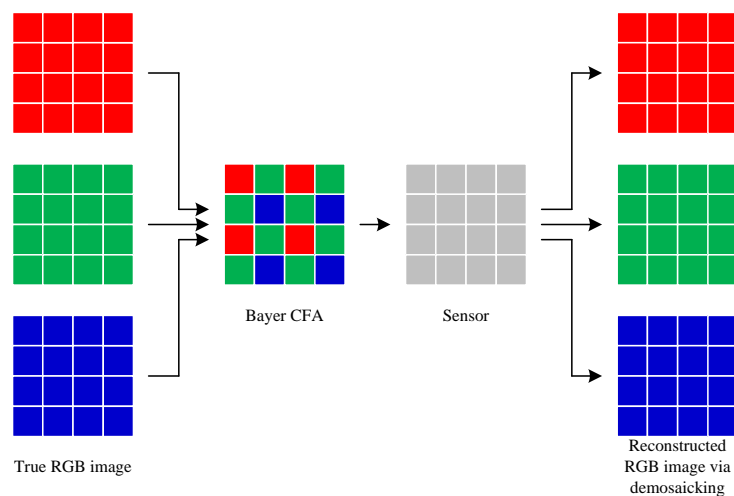 Bayer CFA
Sensor
True RGB image
Reconstructed
RGB image via
demosaicking